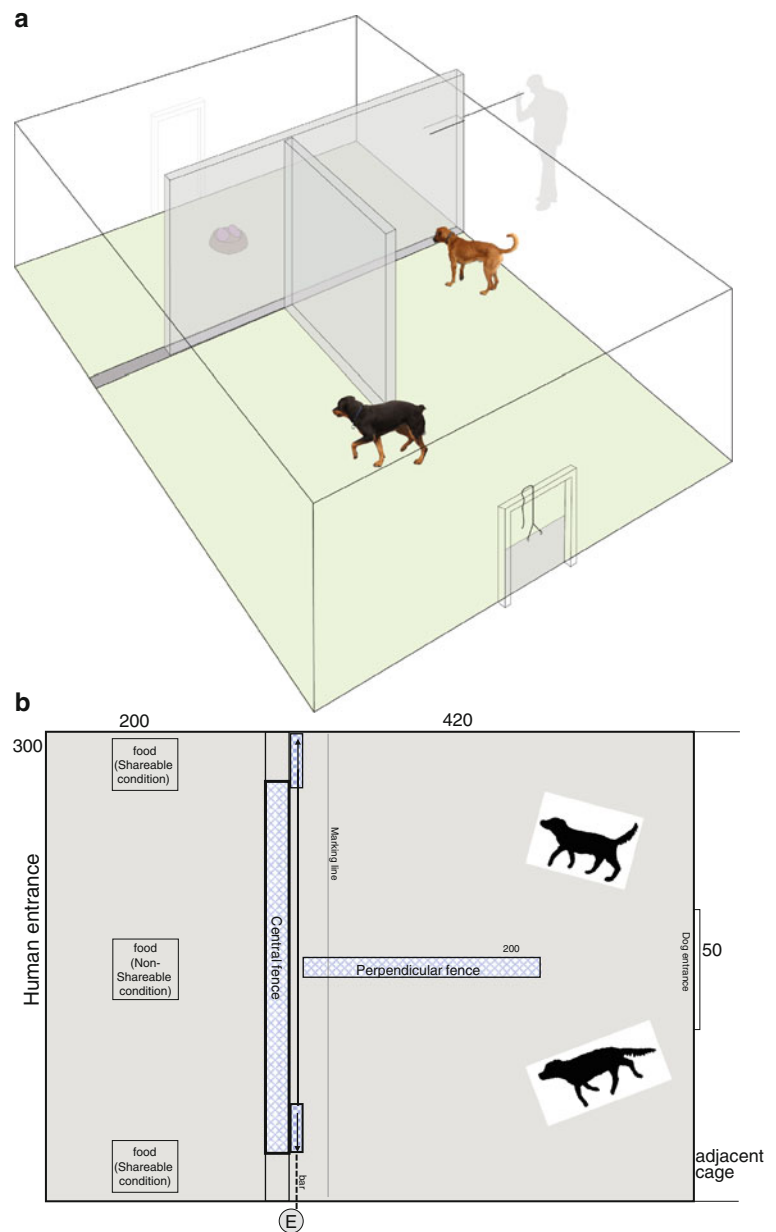 a
b
200
420
300
food
(Shareable
condition)
Marking line
Human entrance
Central fence
food
(Non-
Shareable
condition)
200
Perpendicular fence
Dog entrance
50
food
(Shareable
condition)
bar
adjacent
cage
E